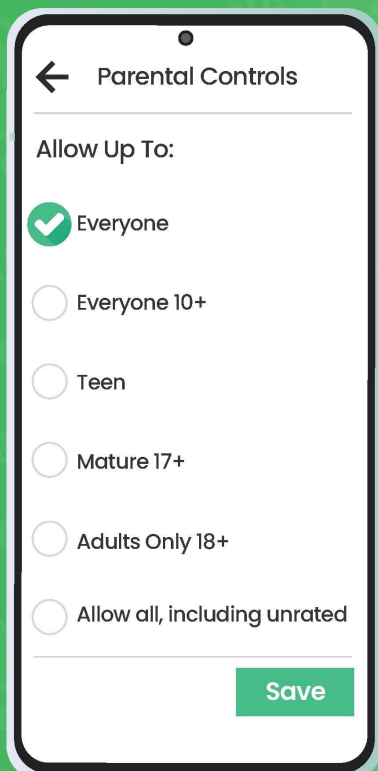 Parental Controls
Allow Up To:
Everyone
Everyone 10+
Teen
Mature 17+
Adults Only 18+
Allow all, including unrated
Save